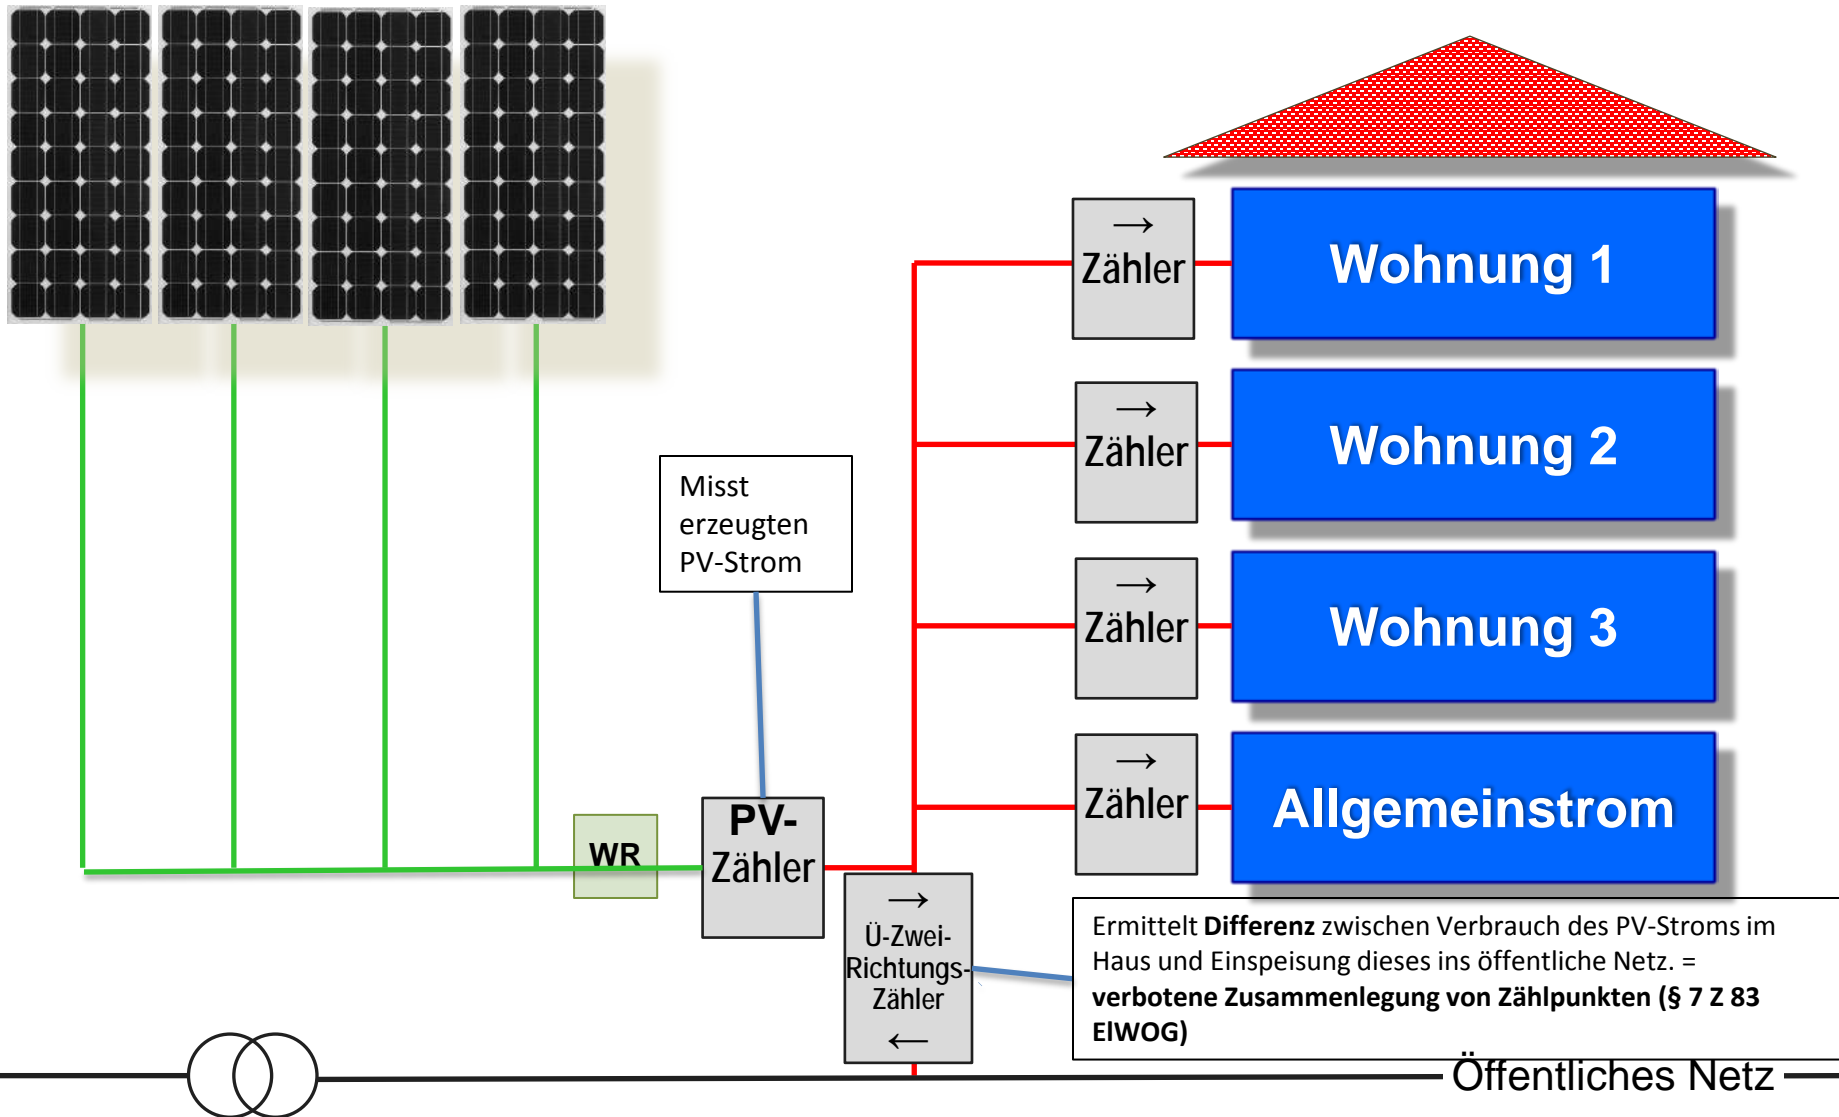 →
Zähler
Wohnung 1
→
Zähler
Wohnung 2
Misst
erzeugten
PV-Strom
→
Zähler
Wohnung 3
→
Zähler
Allgemeinstrom
WR
PV-
Zähler
→
Ü-Zwei-
Richtungs-
Zähler
←
Ermittelt Differenz zwischen Verbrauch des PV-Stroms im
Haus und Einspeisung dieses ins öffentliche Netz. =
verbotene Zusammenlegung von Zählpunkten (§ 7 Z 83
ElWOG)
Öffentliches Netz